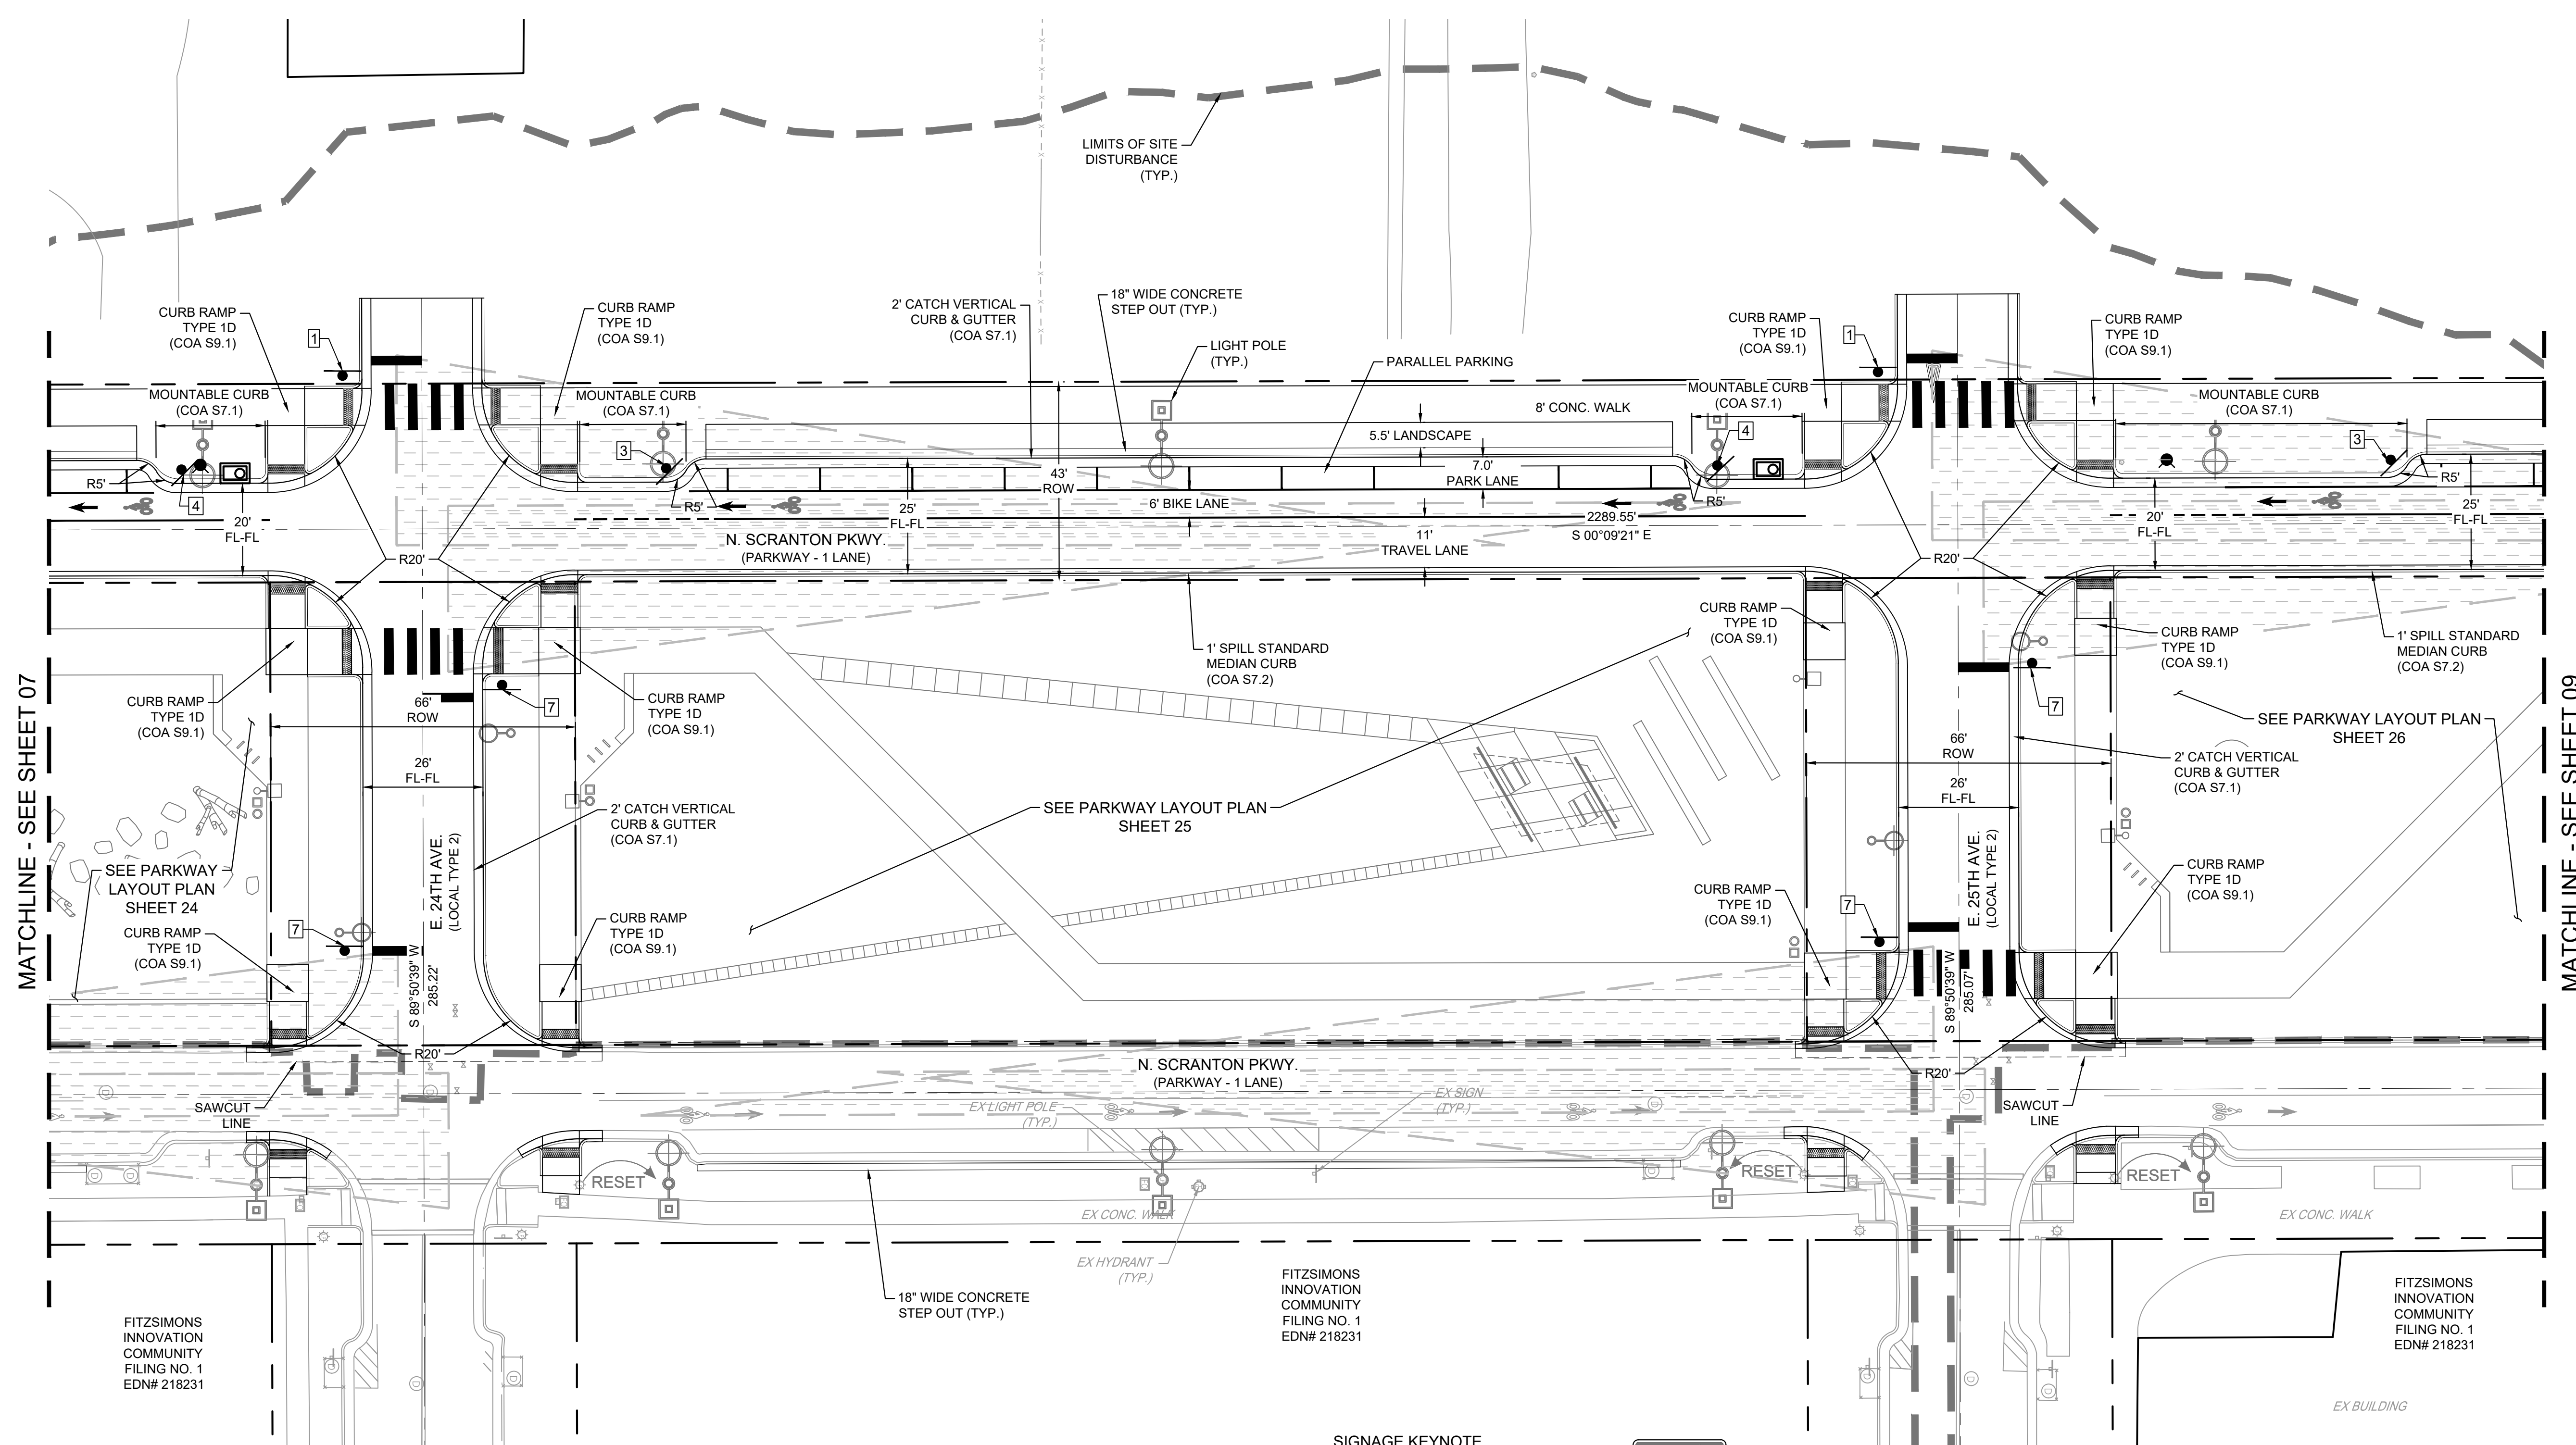 LIMITS OF SITE
DISTURBANCE
(TYP.)
CURB RAMP
TYPE 1D
(COA S9.1)
1
CURB RAMP
TYPE 1D
(COA S9.1)
2' CATCH VERTICAL
CURB & GUTTER
(COA S7.1)
18" WIDE CONCRETE
STEP OUT (TYP.)
LIGHT POLE
(TYP.)
PARALLEL PARKING
CURB RAMP
TYPE 1D
(COA S9.1)
1
CURB RAMP
TYPE 1D
(COA S9.1)
MOUNTABLE CURB
(COA S7.1)
MOUNTABLE CURB
(COA S7.1)
MOUNTABLE CURB
(COA S7.1)
MOUNTABLE CURB
(COA S7.1)
8' CONC. WALK
5.5' LANDSCAPE
7.0'
PARK LANE
43'
ROW
3
4
3
R5'
4
R5'
R5'
R5'
6' BIKE LANE
20'
FL-FL
25'
FL-FL
2289.55'
S 00°09'21" E
11'
TRAVEL LANE
20'
FL-FL
25'
FL-FL
N. SCRANTON PKWY.
(PARKWAY - 1 LANE)
R20'
R20'
1' SPILL STANDARD
MEDIAN CURB
(COA S7.2)
CURB RAMP
TYPE 1D
(COA S9.1)
CURB RAMP
TYPE 1D
(COA S9.1)
1' SPILL STANDARD
MEDIAN CURB
(COA S7.2)
MATCHLINE - SEE SHEET 07
CURB RAMP
TYPE 1D
(COA S9.1)
66'
ROW
7
CURB RAMP
TYPE 1D
(COA S9.1)
7
SEE PARKWAY LAYOUT PLAN
SHEET 26
MATCHLINE - SEE SHEET 09
26'
FL-FL
66'
ROW
26'
FL-FL
2' CATCH VERTICAL
CURB & GUTTER
(COA S7.1)
2' CATCH VERTICAL
CURB & GUTTER
(COA S7.1)
SEE PARKWAY LAYOUT PLAN
SHEET 25
E. 24TH AVE.
(LOCAL TYPE 2)
E. 25TH AVE.
(LOCAL TYPE 2)
SEE PARKWAY
LAYOUT PLAN
SHEET 24
CURB RAMP
TYPE 1D
(COA S9.1)
CURB RAMP
TYPE 1D
(COA S9.1)
7
CURB RAMP
TYPE 1D
(COA S9.1)
7
CURB RAMP
TYPE 1D
(COA S9.1)
S 89°50'39" W
285.22'
S 89°50'39" W
285.07'
R20'
R20'
N. SCRANTON PKWY.
(PARKWAY - 1 LANE)
SAWCUT
LINE
SAWCUT
LINE
EX LIGHT POLE
(TYP.)
EX SIGN
(TYP.)
RESET
RESET
RESET
EX CONC. WALK
EX CONC. WALK
EX HYDRANT
(TYP.)
18" WIDE CONCRETE
STEP OUT (TYP.)
FITZSIMONS
INNOVATION
COMMUNITY
FILING NO. 1
EDN# 218231
FITZSIMONS
INNOVATION
COMMUNITY
FILING NO. 1
EDN# 218231
FITZSIMONS
INNOVATION
COMMUNITY
FILING NO. 1
EDN# 218231
EX BUILDING
SIGNAGE KEYNOTE